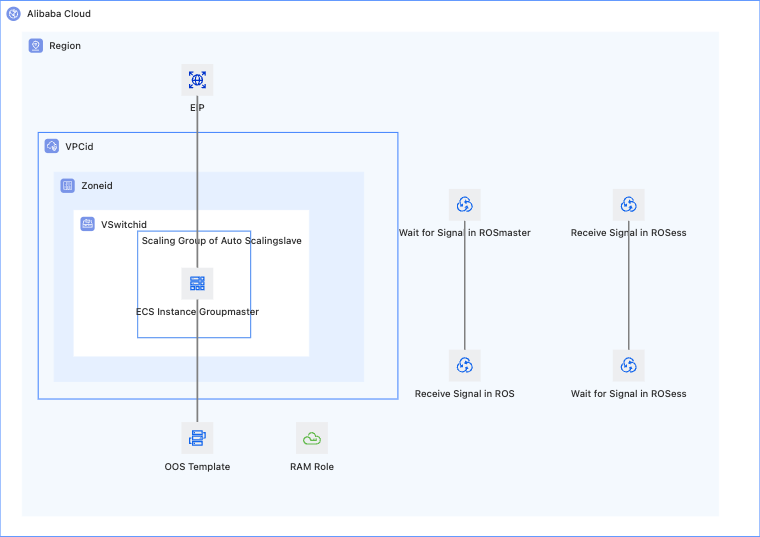 Alibaba Cloud
Region
EIP
VPCid
Zoneid
VSwitchid
Scaling Group of Auto Scalingslave
ECS Instance Groupmaster
Wait for Signal in ROSmaster
Receive Signal in ROSess
Receive Signal in ROS
Wait for Signal in ROSess
OOS Template
RAM Role